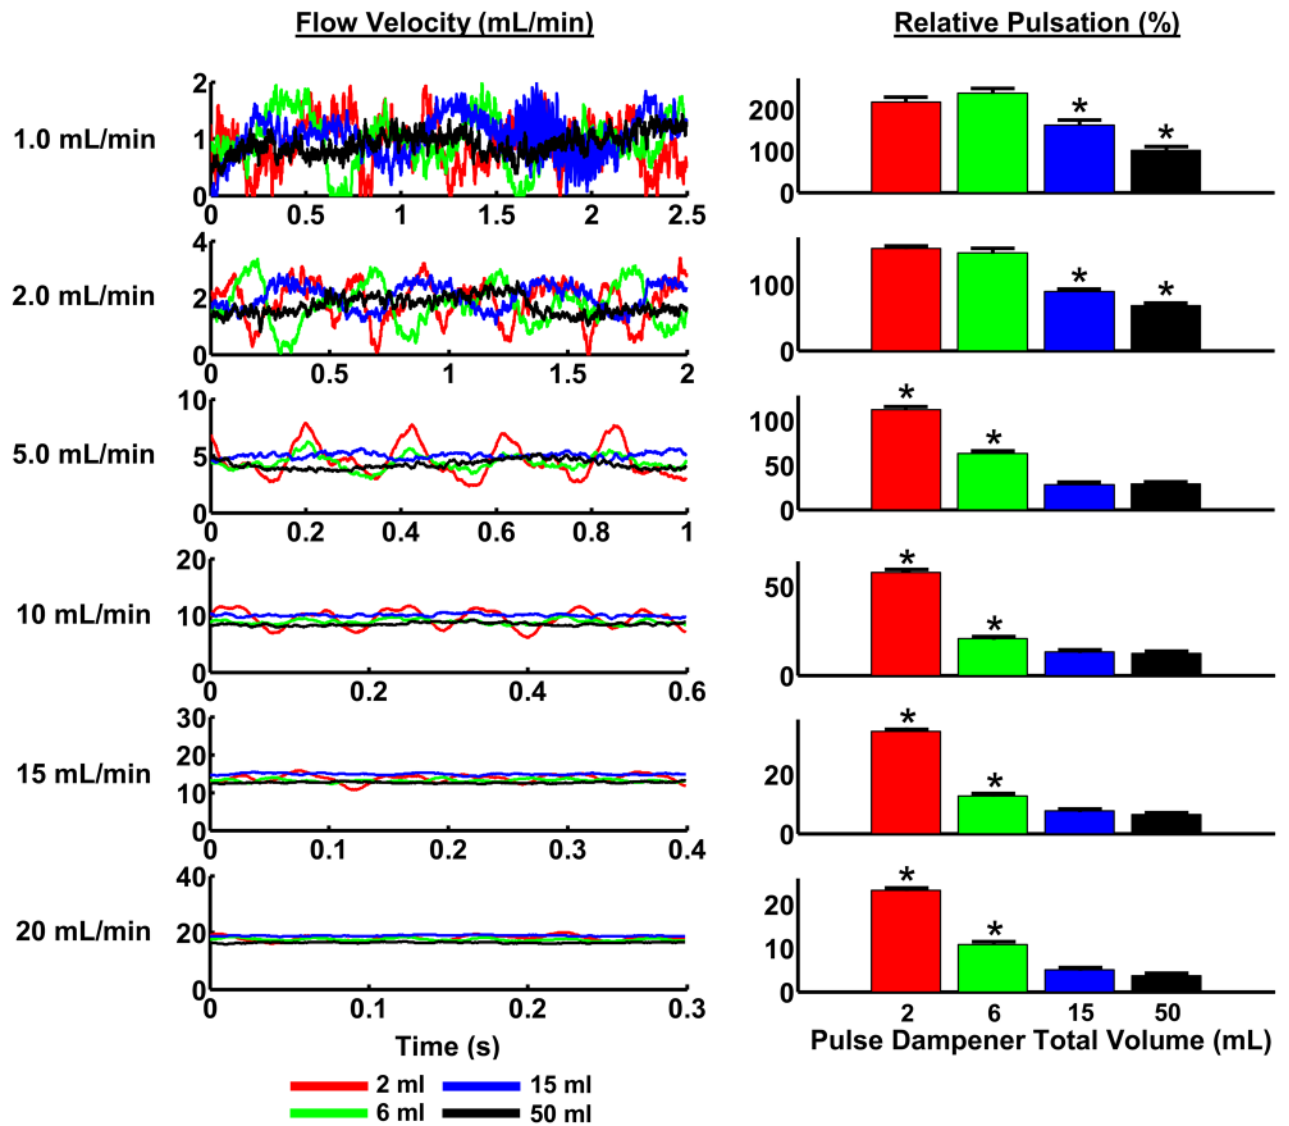 Flow Velocity (mL/min)
Relative Pulsation (%)
1.0 mL/min
2
1
0
0 0.5 1 1.5 2 2.5
200
100
0
* *
2.0 mL/min
4
2
0
0 0.5 1 1.5 2
100
0
* *
5.0 mL/min
10
5
0
0 0.2 0.4 0.6 0.8 1
100
50
0
* *
10 mL/min
20
10
0
0 0.2 0.4 0.6
50
0
* *
15 mL/min
30
20
10
0
0 0.1 0.2 0.3 0.4
20
0
* *
20 mL/min
40
20
0
0 0.1 0.2 0.3
20
10
0
* *
2 6 15 50
Time (s)
Pulse Dampener Total Volume (mL)
2 ml 15 ml
6 ml 50 ml